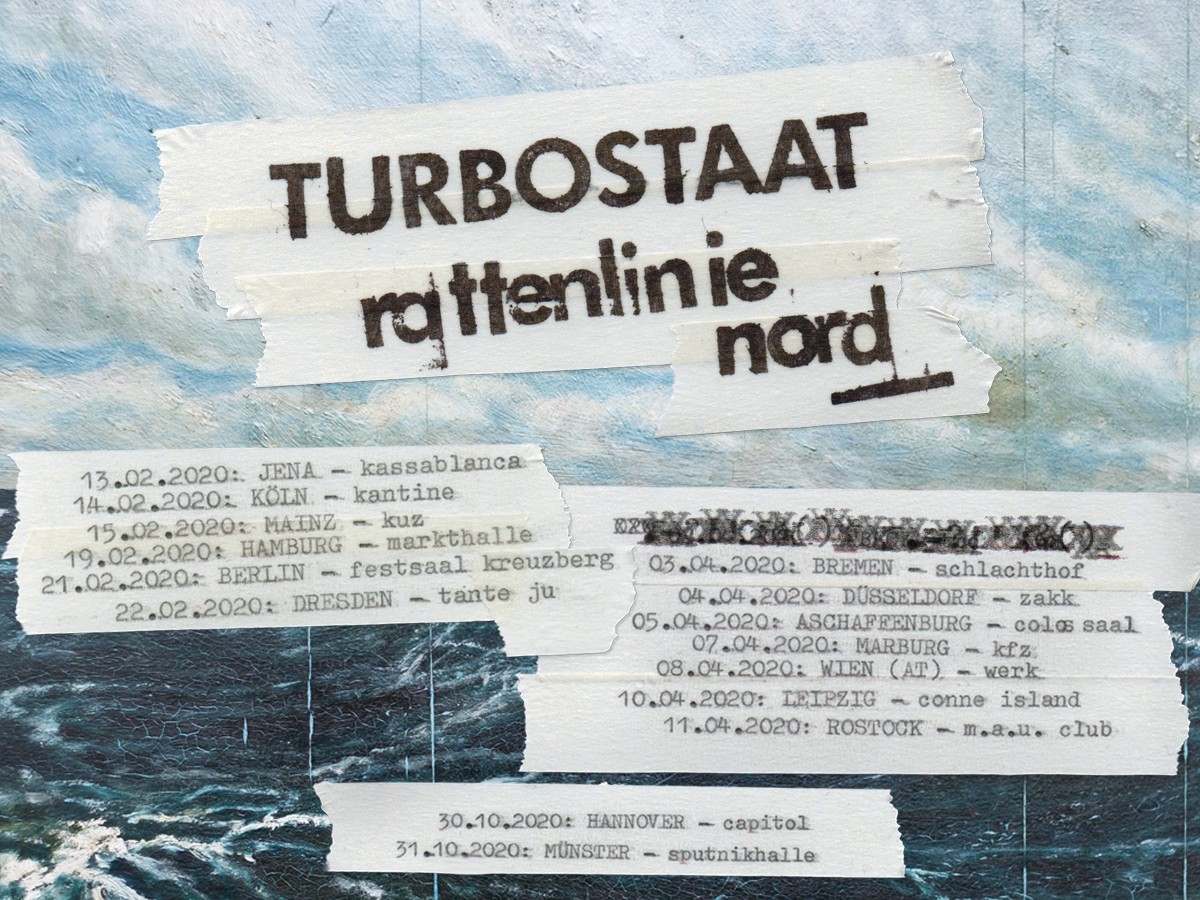 TURBOSTAAT
rattenlinie
nord
13.02.2020: JENA – kassablanca
14.02.2020: KÖLN – kantine
15.02.2020: MAINZ – kuz
19.02.2020: HAMBURG – markthalle
21.02.2020: BERLIN – festsaal kreuzberg
22.02.2020: DRESDEN – tante ju
03.04.2020: BREMEN – schlachthof
04.04.2020: DÜSSELDORF – zakk
05.04.2020: ASCHAFFENBURG – colos saal
07.04.2020: MARBURG – kfz
08.04.2020: WIEN (AT) – werk
10.04.2020: LEIPZIG – conne island
11.04.2020: ROSTOCK – m.a.u. club
30.10.2020: HANNOVER – capitol
31.10.2020: MÜNSTER – sputnikhalle